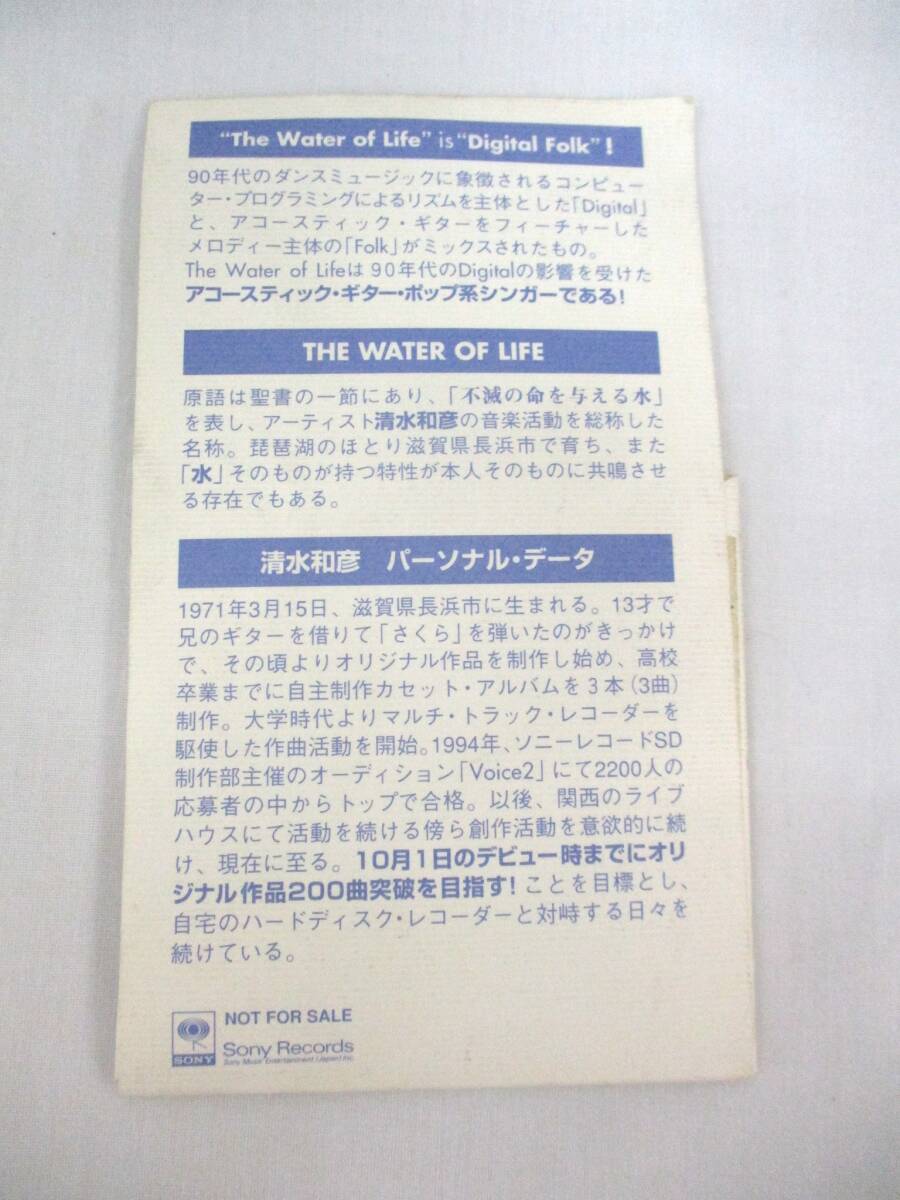 “The Water of Life” is “Digital Folk”!
90年代のダンスミュージックに象徴されるコンピュー
ター・プログラミングによるリズムを主体とした「Digital」
と、アコースティック・ギターをフィーチャーした
メロディー主体の「Folk」がミックスされたもの。
The Water of Lifeは90年代のDigitalの影響を受けた
アコースティック・ギター・ポップ系シンガーである!
THE WATER OF LIFE
原語は聖書の一節にあり、「不滅の命を与える水」
を表し、アーティスト清水和彦の音楽活動を総称した
名称。琵琶湖のほとり滋賀県長浜市で育ち、また
「水」そのものが持つ特性が本人そのものに共鳴させ
る存在でもある。
清水和彦 パーソナル・データ
1971年3月15日、滋賀県長浜市に生まれる。13才で
兄のギターを借りて「さくら」を弾いたのがきっかけ
で、その頃よりオリジナル作品を制作し始め、高校
卒業までに自主制作カセット・アルバムを3本(3曲)
制作。大学時代よりマルチ・トラック・レコーダーを
駆使した作曲活動を開始。1994年、ソニーレコードSD
制作部主催のオーディション「Voice2」にて2200人の
応募者の中からトップで合格。以後、関西のライブ
ハウスにて活動を続ける傍ら創作活動を意欲的に続
け、現在に至る。10月1日のデビュー時までにオリ
ジナル作品200曲突破を目指す!ことを目標とし、
自宅のハードディスク・レコーダーと対峙する日々を
続けている。
NOT FOR SALE
SONY
Sony Records
Sony Music Entertainment (Japan) Inc.